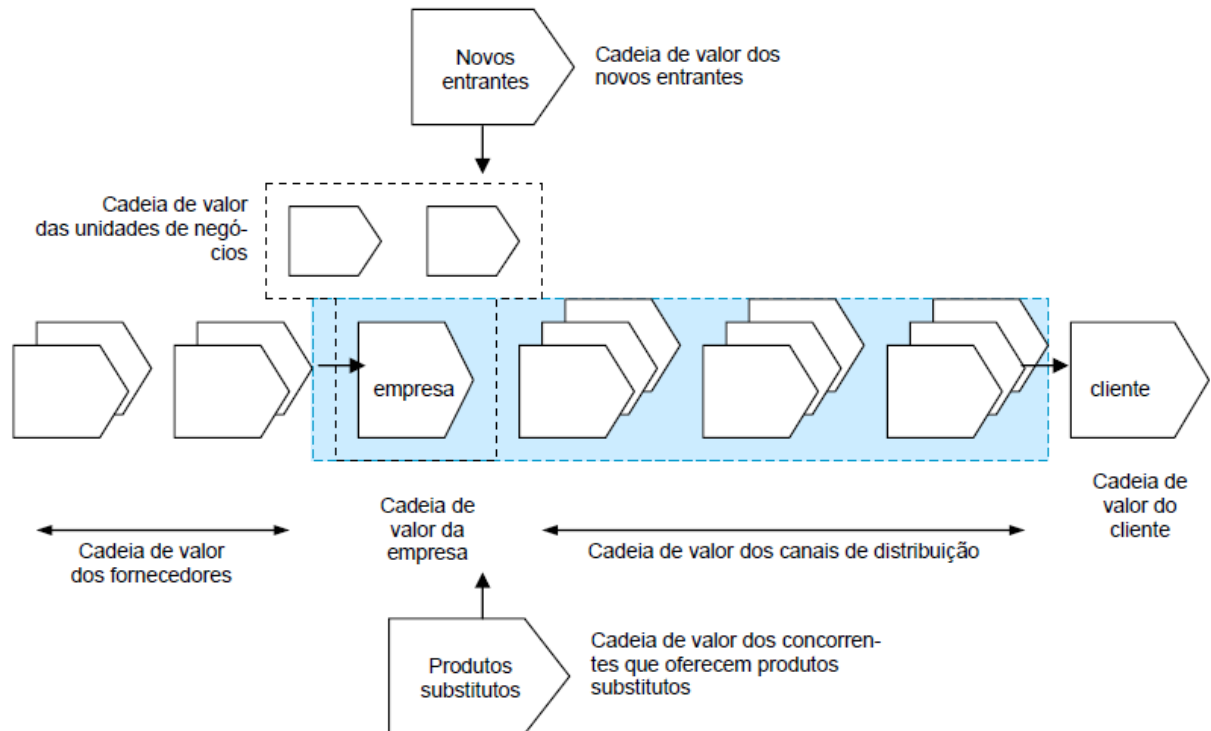 Novos
entrantes
Cadeia de valor dos
novos entrantes
Cadeia de valor
das unidades de negó-
cios
empresa
cliente
Cadeia de valor
dos fornecedores
Cadeia de
valor da
empresa
Cadeia de valor dos canais de distribuição
Cadeia de
valor do
cliente
Produtos
substitutos
Cadeia de valor dos concorren-
tes que oferecem produtos
substitutos